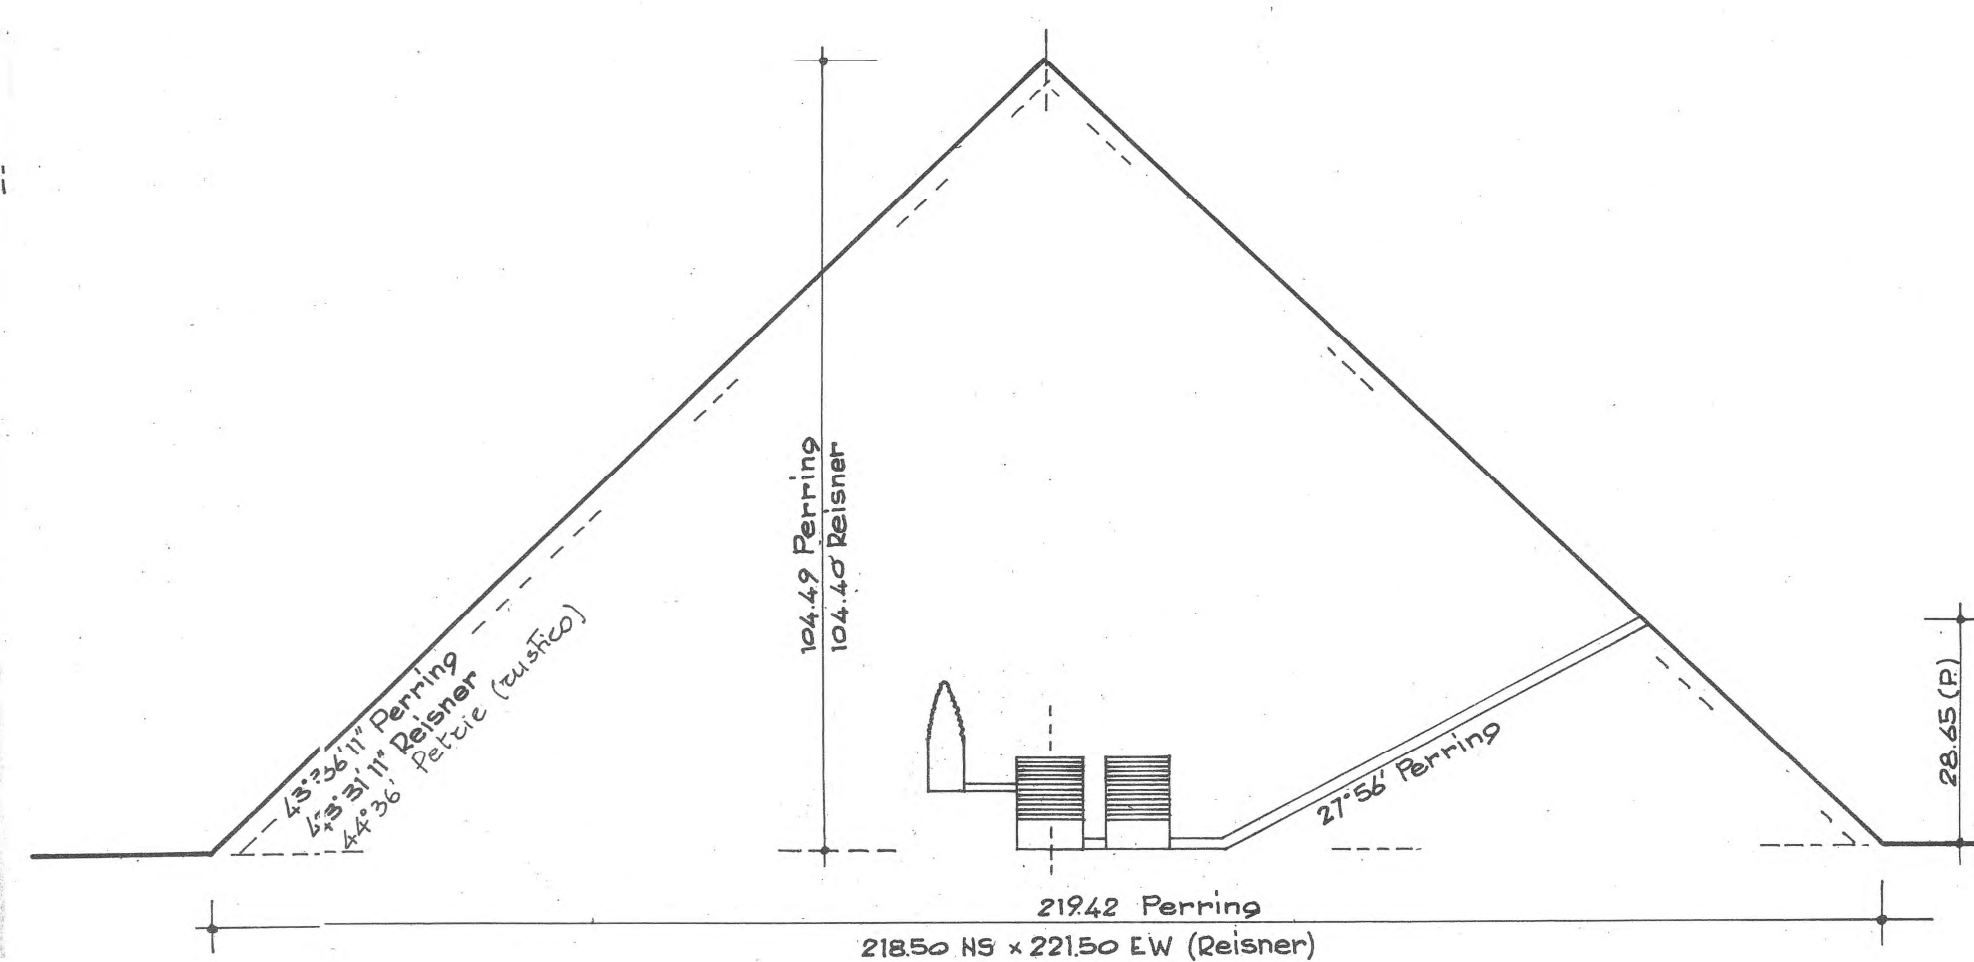 104.49 Perring
104.40 Reisner
43°?36'11" Perring
43°31'11" Reisner
44°36' Petrie (rustico)
27°56' Perring
28.65 (P.)
219.42 Perring
218.50 NS × 221.50 EW (Reisner)